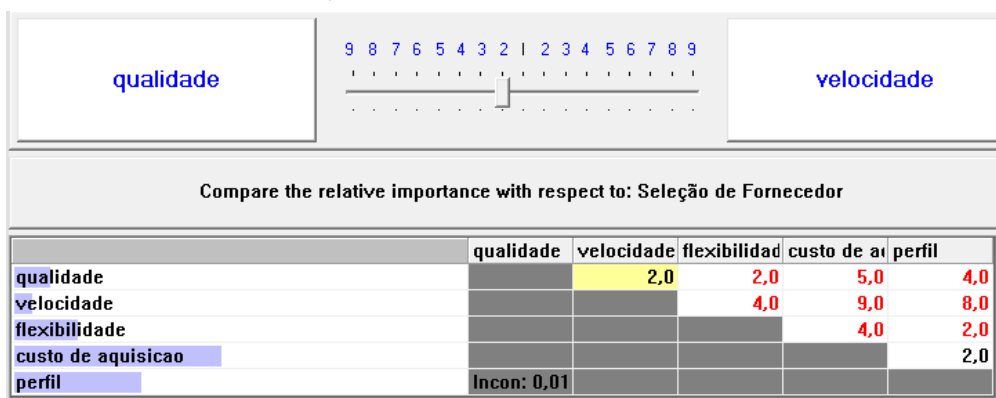 9 8 7 6 5 4 3 2 1 2 3 4 5 6 7 8 9
qualidade
velocidade
Compare the relative importance with respect to: Seleção de Fornecedor
qualidade velocidade flexibilidad custo de a perfil
qualidade 2,0 2,0 5,0 4,0
velocidade 4,0 9,0 8,0
flexibilidade 4,0 2,0
custo de aquisicao 2,0
perfil Incon: 0,01